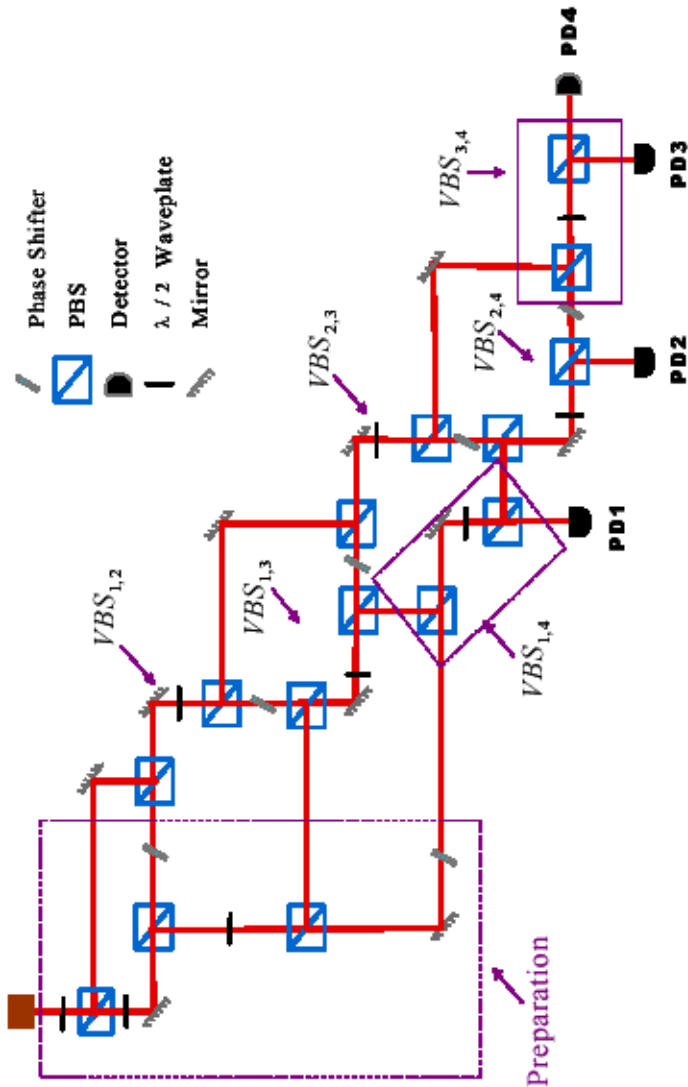 Phase Shifter
PBS
Detector
λ / 2 Waveplate
Mirror
VBS1,2
VBS1,3
VBS2,3
VBS2,4
VBS3,4
VBS1,4
PD1
PD2
PD3
PD4
Preparation